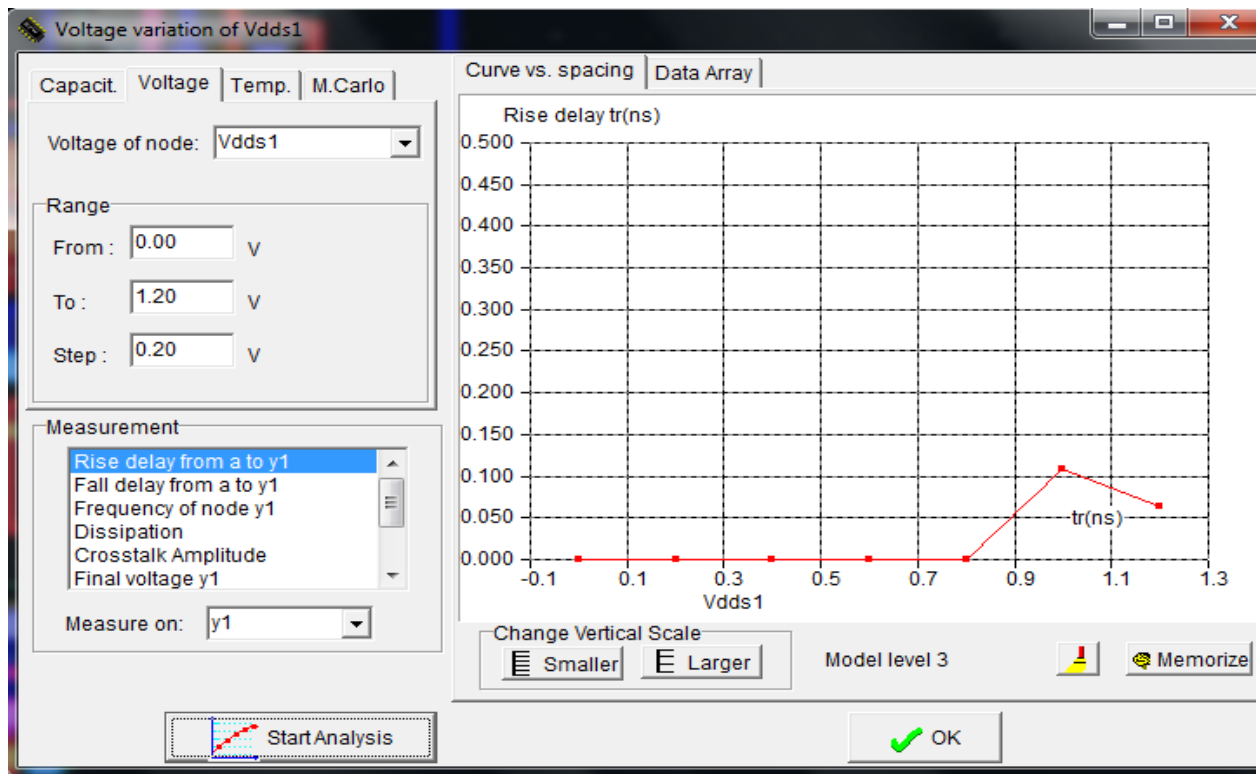 Voltage variation of Vdds1
Capacit. Voltage Temp. M.Carlo
Voltage of node: Vdds1
Range
From : 0.00 V
To : 1.20 V
Step : 0.20 V
Measurement
Rise delay from a to y1
Fall delay from a to y1
Frequency of node y1
Dissipation
Crosstalk Amplitude
Final voltage y1
Measure on: y1
Start Analysis
Curve vs. spacing Data Array
Rise delay tr(ns)
0.500
0.450
0.400
0.350
0.300
0.250
0.200
0.150
0.100
0.050
0.000
tr(ns)
-0.1 0.1 0.3 0.5 0.7 0.9 1.1 1.3
Vdds1
Change Vertical Scale
Smaller Larger
Model level 3
Memorize
OK